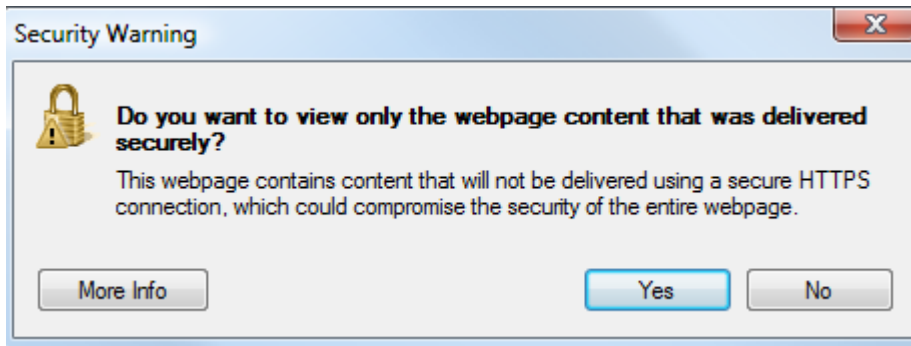 Security Warning
Do you want to view only the webpage content that was delivered
securely?
This webpage contains content that will not be delivered using a secure HTTPS
connection, which could compromise the security of the entire webpage.
More Info
Yes
No